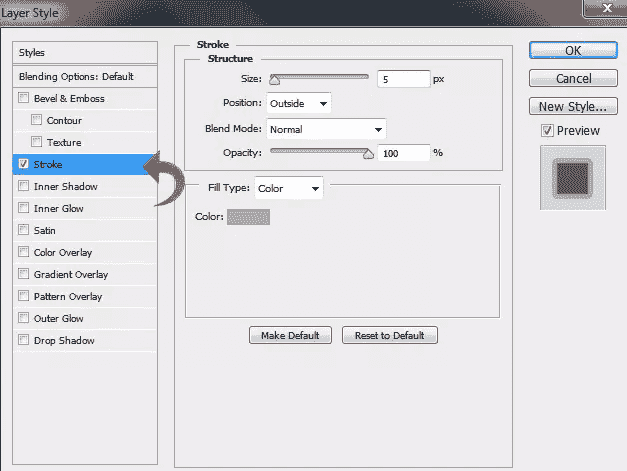 Layer Style
Styles
Blending Options: Default
Bevel & Emboss
Contour
Texture
Stroke
Inner Shadow
Inner Glow
Satin
Color Overlay
Gradient Overlay
Pattern Overlay
Outer Glow
Drop Shadow
Stroke
Structure
Size: 5 px
Position: Outside
Blend Mode: Normal
Opacity: 100 %
Fill Type: Color
Color:
Make Default Reset to Default
OK
Cancel
New Style...
Preview